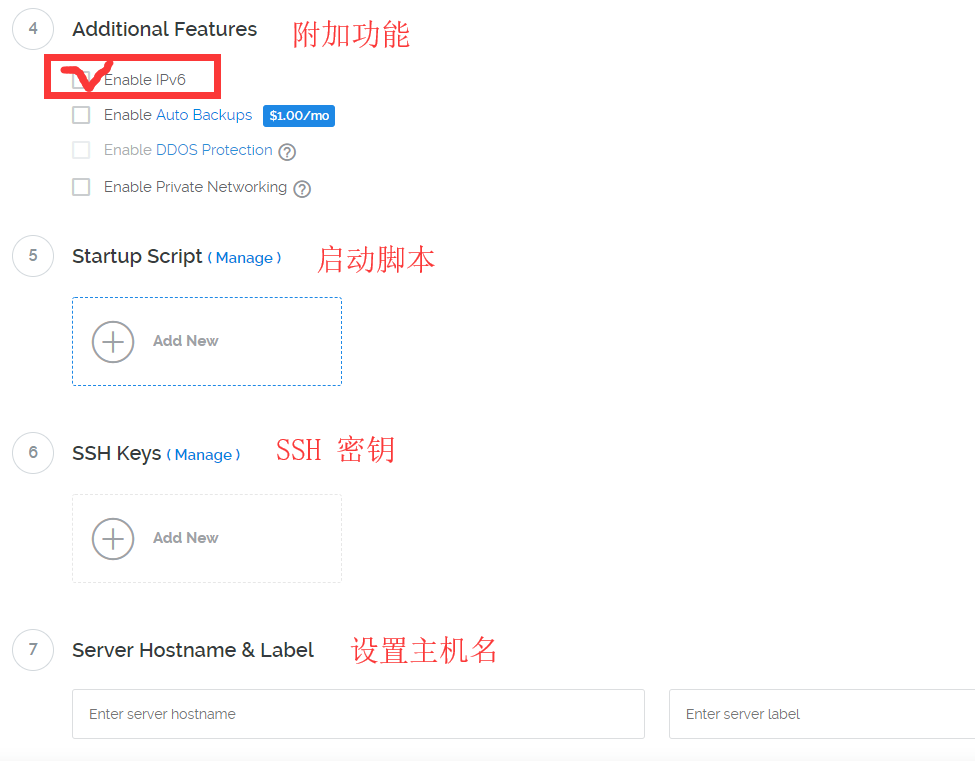 4 Additional Features 附加功能
Enable IPv6
Enable Auto Backups $1.00/mo
Enable DDOS Protection ?
Enable Private Networking ?
5 Startup Script ( Manage ) 启动脚本
Add New
6 SSH Keys ( Manage ) SSH 密钥
Add New
7 Server Hostname & Label 设置主机名
Enter server hostname Enter server label